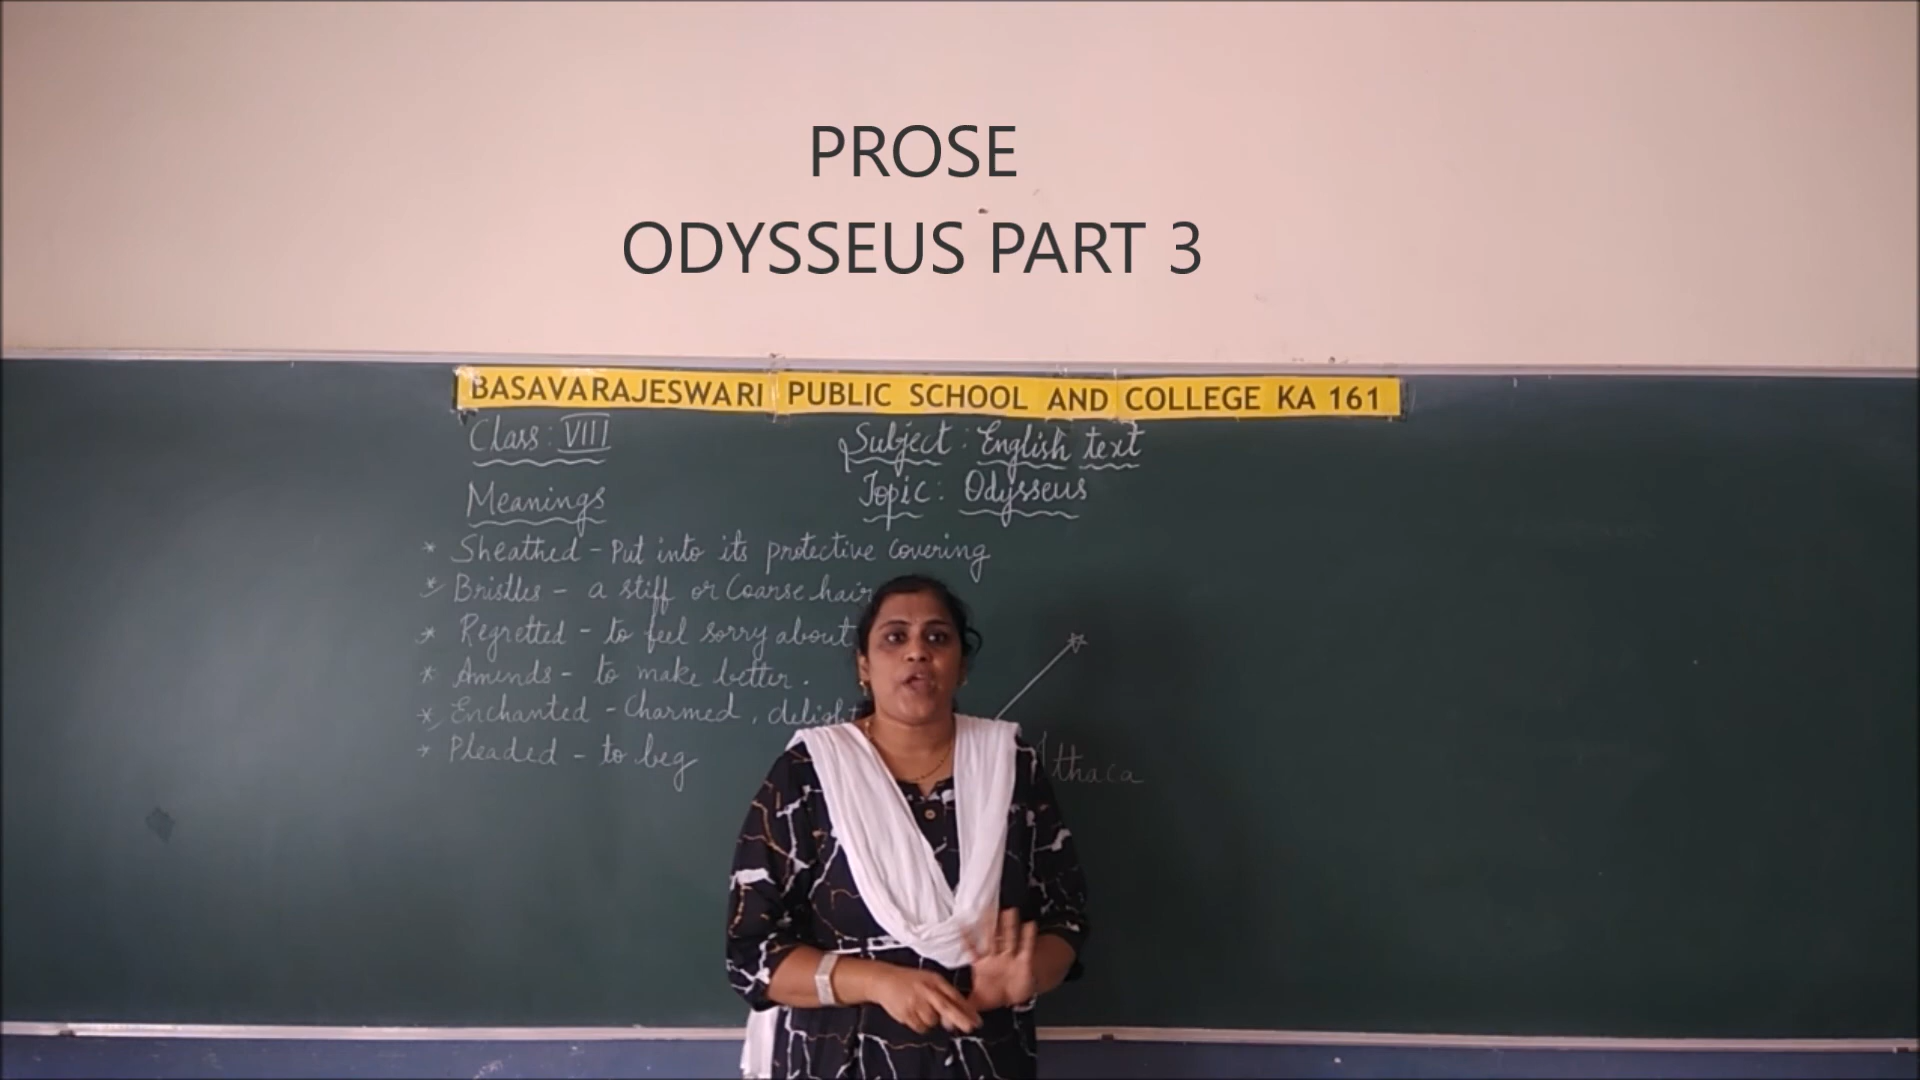 PROSE
ODYSSEUS PART 3
BASAVARAJESWARI PUBLIC SCHOOL AND COLLEGE KA 161
Class: VIII
Subject: English text
Meanings
Topic: Odysseus
* Sheathed - Put into its protective covering
* Bristles - a stiff or Coarse hair
* Regretted - to feel sorry about
* Amends - to make better.
* Enchanted - Charmed, delight
* Pleaded - to beg
Ithaca